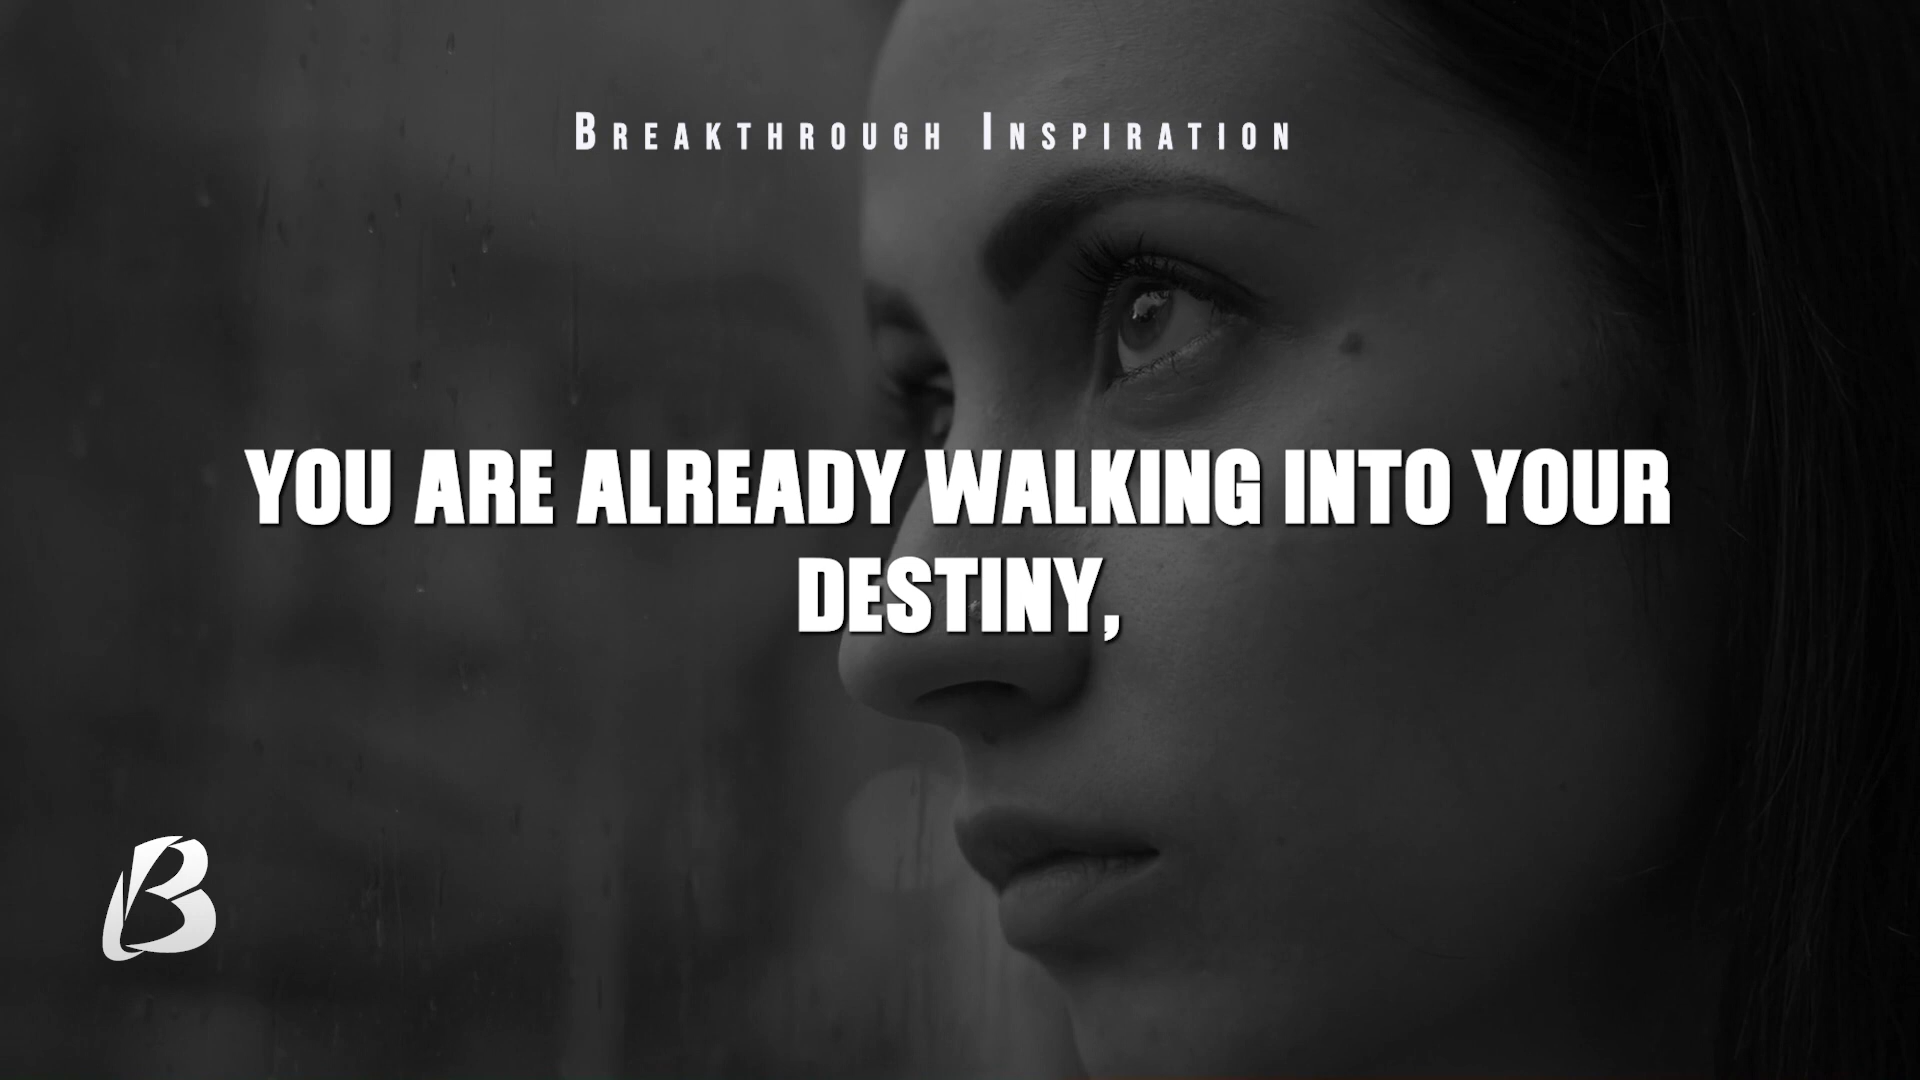 Breakthrough Inspiration
YOU ARE ALREADY WALKING INTO YOUR
DESTINY,
B